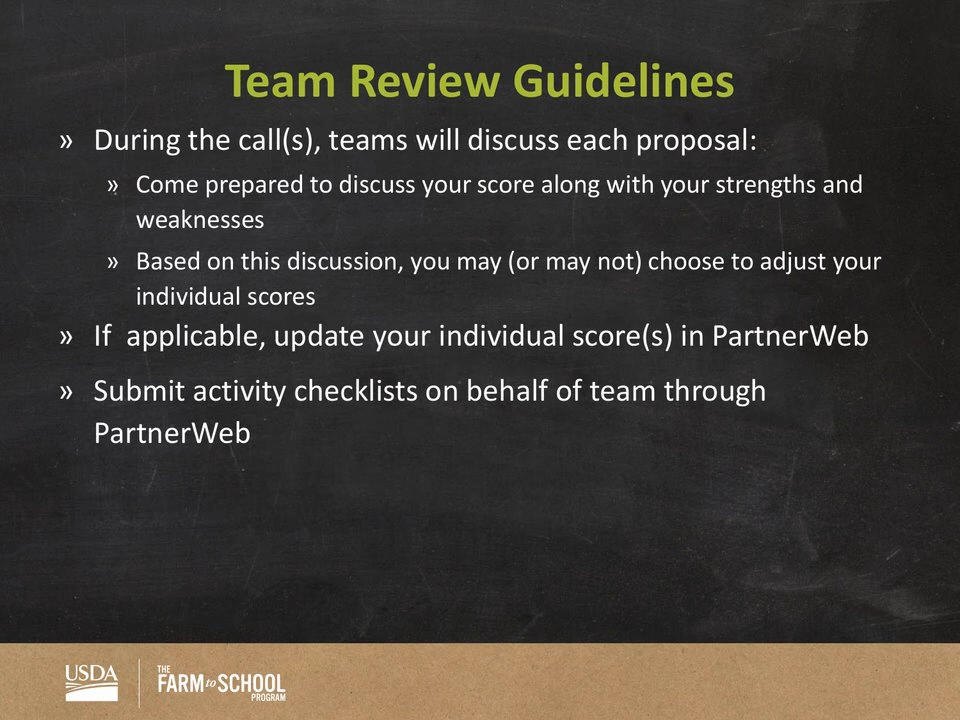 Team Review Guidelines
» During the call(s), teams will discuss each proposal:
» Come prepared to discuss your score along with your strengths and
weaknesses
» Based on this discussion, you may (or may not) choose to adjust your
individual scores
» If  applicable, update your individual score(s) in PartnerWeb
» Submit activity checklists on behalf of team through
PartnerWeb
USDA
THE
FARM to SCHOOL
PROGRAM